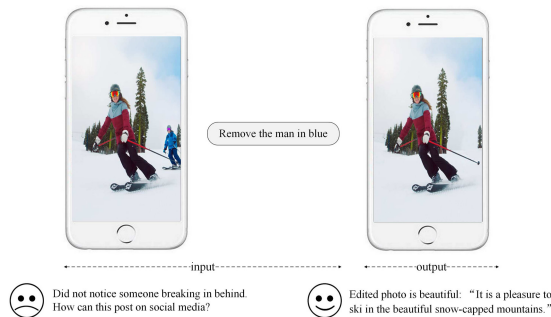 Remove the man in blue
input
output
Did not notice someone breaking in behind.
How can this post on social media?
Edited photo is beautiful: “It is a pleasure to
ski in the beautiful snow-capped mountains.”